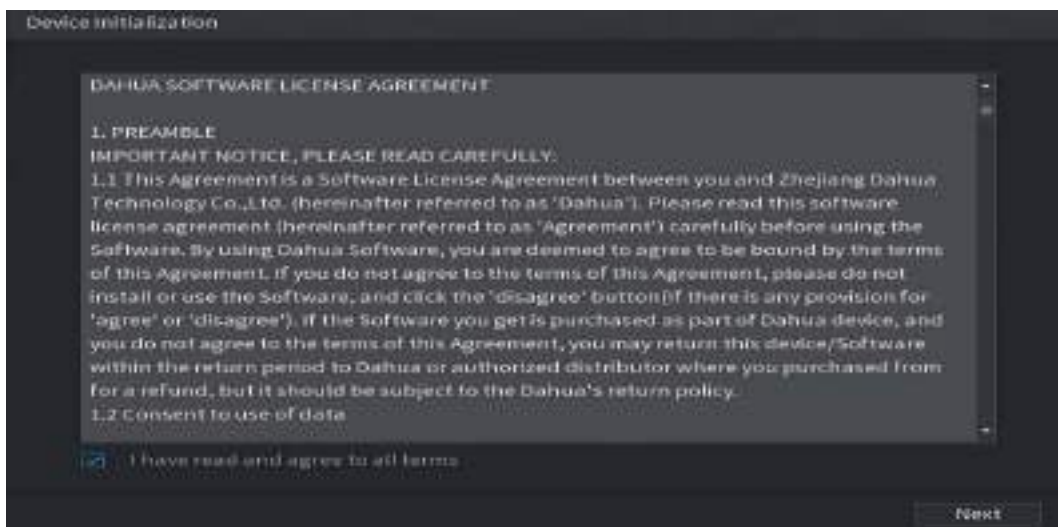 Device Initialization
DAHUA SOFTWARE LICENSE AGREEMENT
1. PREAMBLE
IMPORTANT NOTICE, PLEASE READ CAREFULLY:
1.1 This Agreement is a Software License Agreement between you and Zhejiang Dahua
Technology Co.,Ltd. (hereinafter referred to as 'Dahua'). Please read this software
license agreement (hereinafter referred to as 'Agreement') carefully before using the
Software. By using Dahua Software, you are deemed to agree to be bound by the terms
of this Agreement. If you do not agree to the terms of this Agreement, please do not
install or use the Software, and click the 'disagree' button(if there is any provision for
'agree' or 'disagree'). If the Software you get is purchased as part of Dahua device, and
you do not agree to the terms of this Agreement, you may return this device/Software
within the return period to Dahua or authorized distributor where you purchased from
for a refund, but it should be subject to the Dahua's return policy.
1.2 Consent to use of data
I have read and agree to all terms
Next